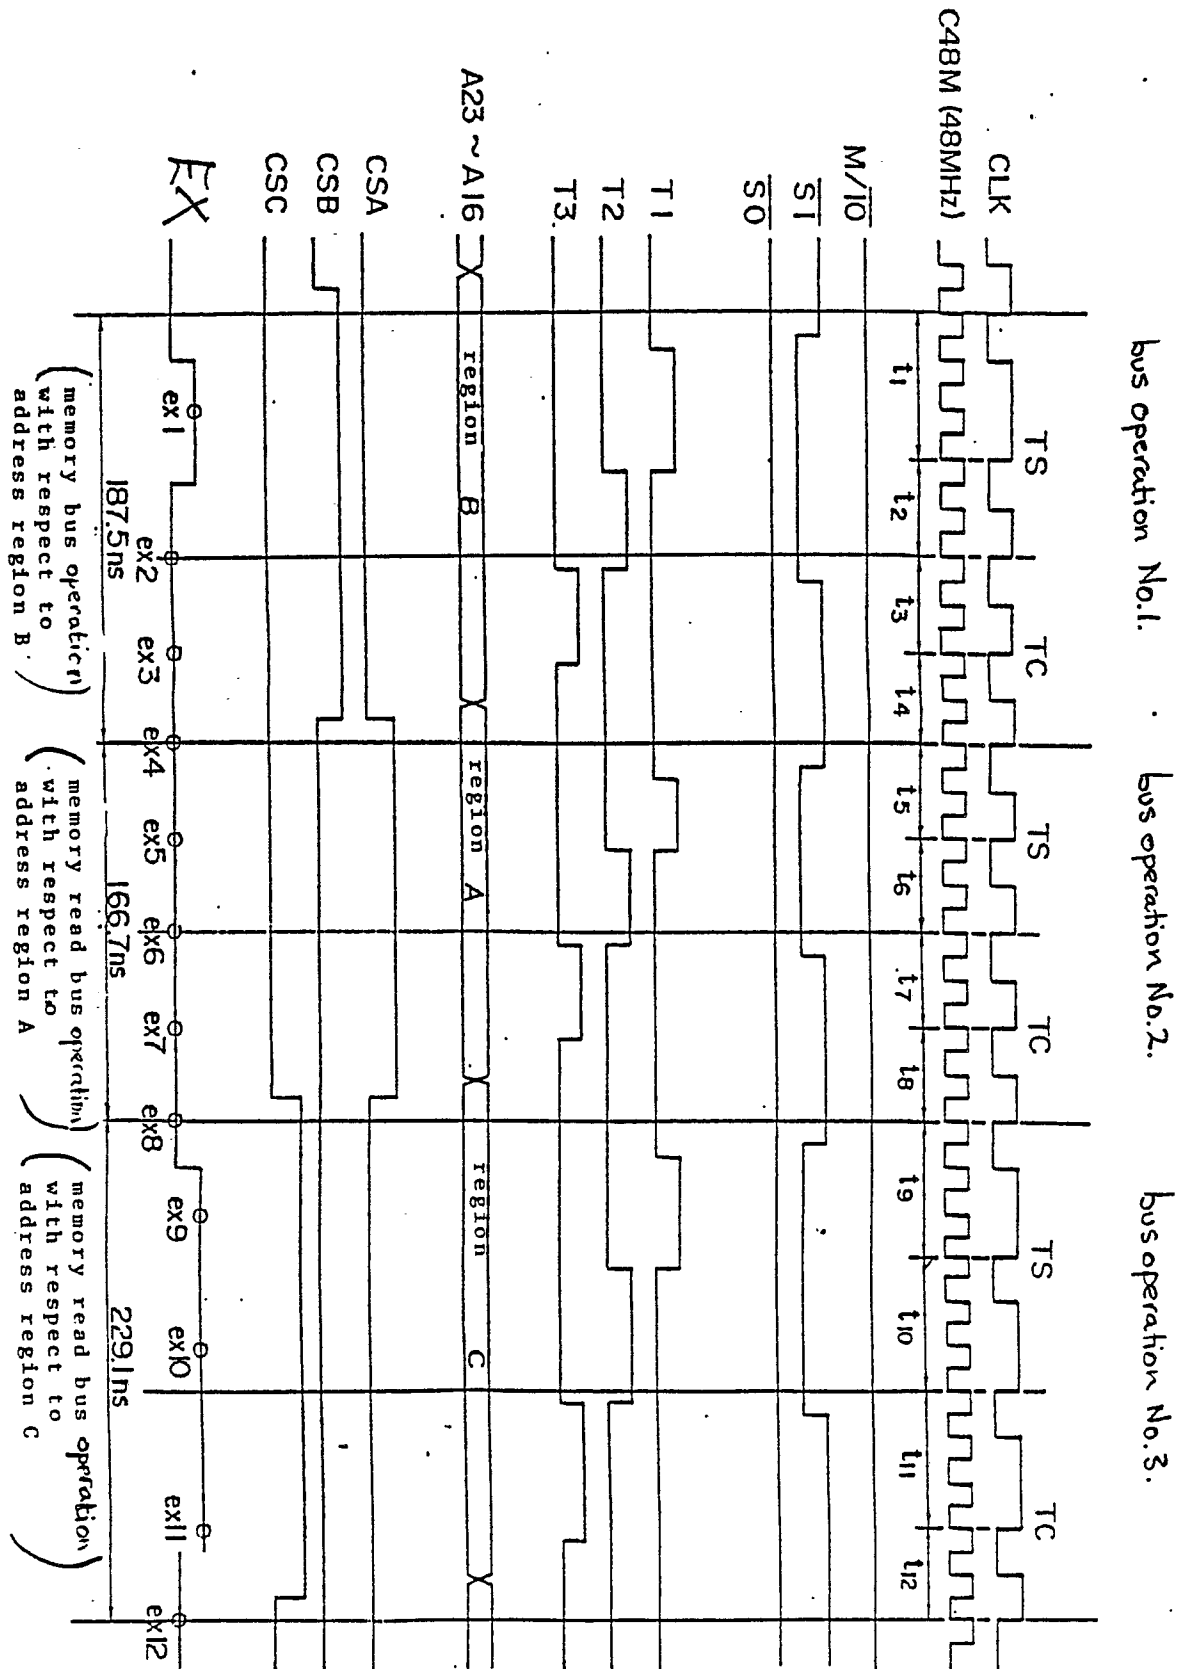 bus operation No.1.
bus operation No.2.
bus operation No.3.
TS
TC
TS
TC
TS
TC
CLK
C48M (48MHz)
t1
t2
t3
t4
t5
t6
t7
t8
t9
t10
t11
t12
M/IO
S1
S0
T1
T2
T3
A23 ~ A16
region B
region A
region C
CSA
CSB
CSC
EX
ex1
ex2
ex3
ex4
ex5
ex6
ex7
ex8
ex9
ex10
ex11
ex12
187.5ns
166.7ns
229.1ns
(memory bus operation
with respect to
address region B)
(memory read bus operation
with respect to
address region A)
(memory read bus operation
with respect to
address region C)